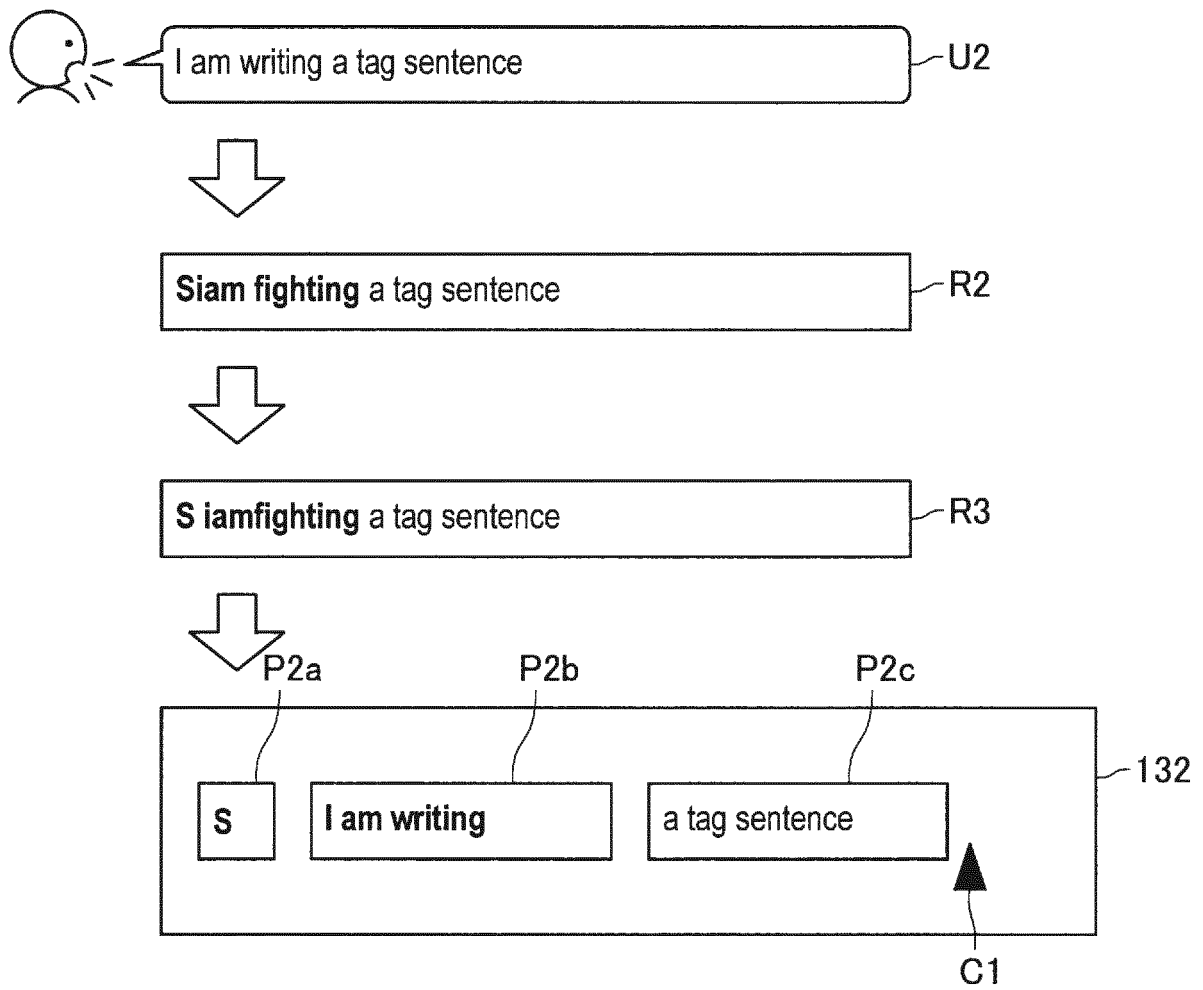 I am writing a tag sentence U2
Siam fighting a tag sentence R2
S iamfighting a tag sentence R3
P2a P2b P2c
132
S I am writing a tag sentence
C1